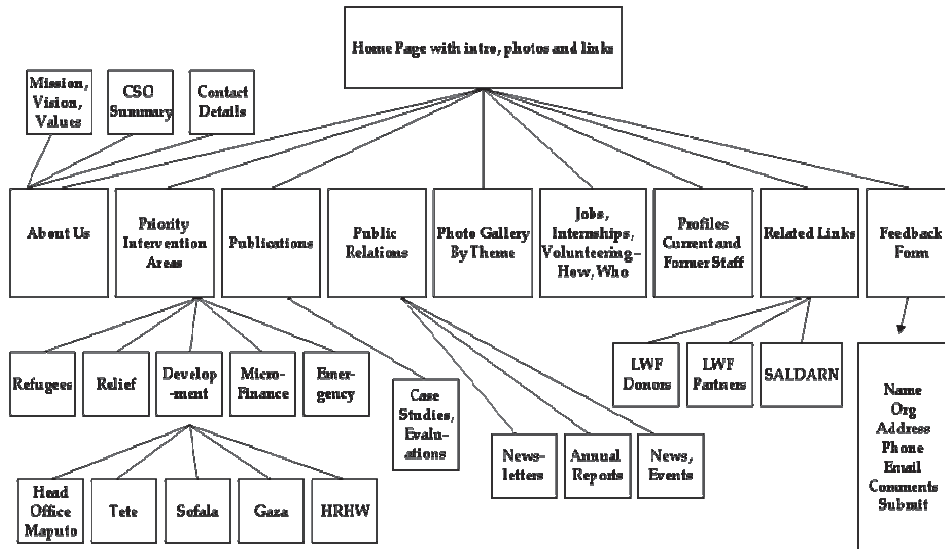 Home Page with intro, photos and links
Mission,
Vision,
Values
CSO
Summary
Contact
Details
About Us
Priority
Intervention
Areas
Publications
Public
Relations
Photo Gallery
By Theme
Jobs,
Internships,
Volunteering–
How, Who
Profiles
Current and
Former Staff
Related Links
Feedback
Form
Refugees
Relief
Develop
-ment
Micro-
Finance
Emer-
gency
Case
Studies,
Evalu-
ations
LWF
Donors
LWF
Partners
SALDARN
Name
Org
Address
Phone
Email
Comments
Submit
News-
letters
Annual
Reports
News,
Events
Head
Office
Maputo
Tete
Sofala
Gaza
HRHW